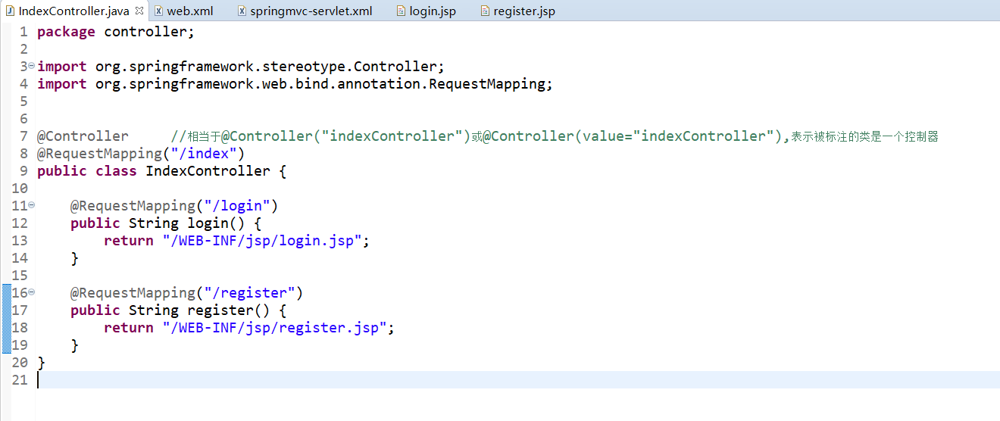 IndexController.java web.xml springmvc-servlet.xml login.jsp register.jsp
1 package controller;
2
3 import org.springframework.stereotype.Controller;
4 import org.springframework.web.bind.annotation.RequestMapping;
5
6
7 @Controller     //相当于@Controller("indexController")或@Controller(value="indexController"),表示被标注的类是一个控制器
8 @RequestMapping("/index")
9 public class IndexController {
10
11     @RequestMapping("/login")
12     public String login() {
13         return "/WEB-INF/jsp/login.jsp";
14     }
15
16     @RequestMapping("/register")
17     public String register() {
18         return "/WEB-INF/jsp/register.jsp";
19     }
20 }
21